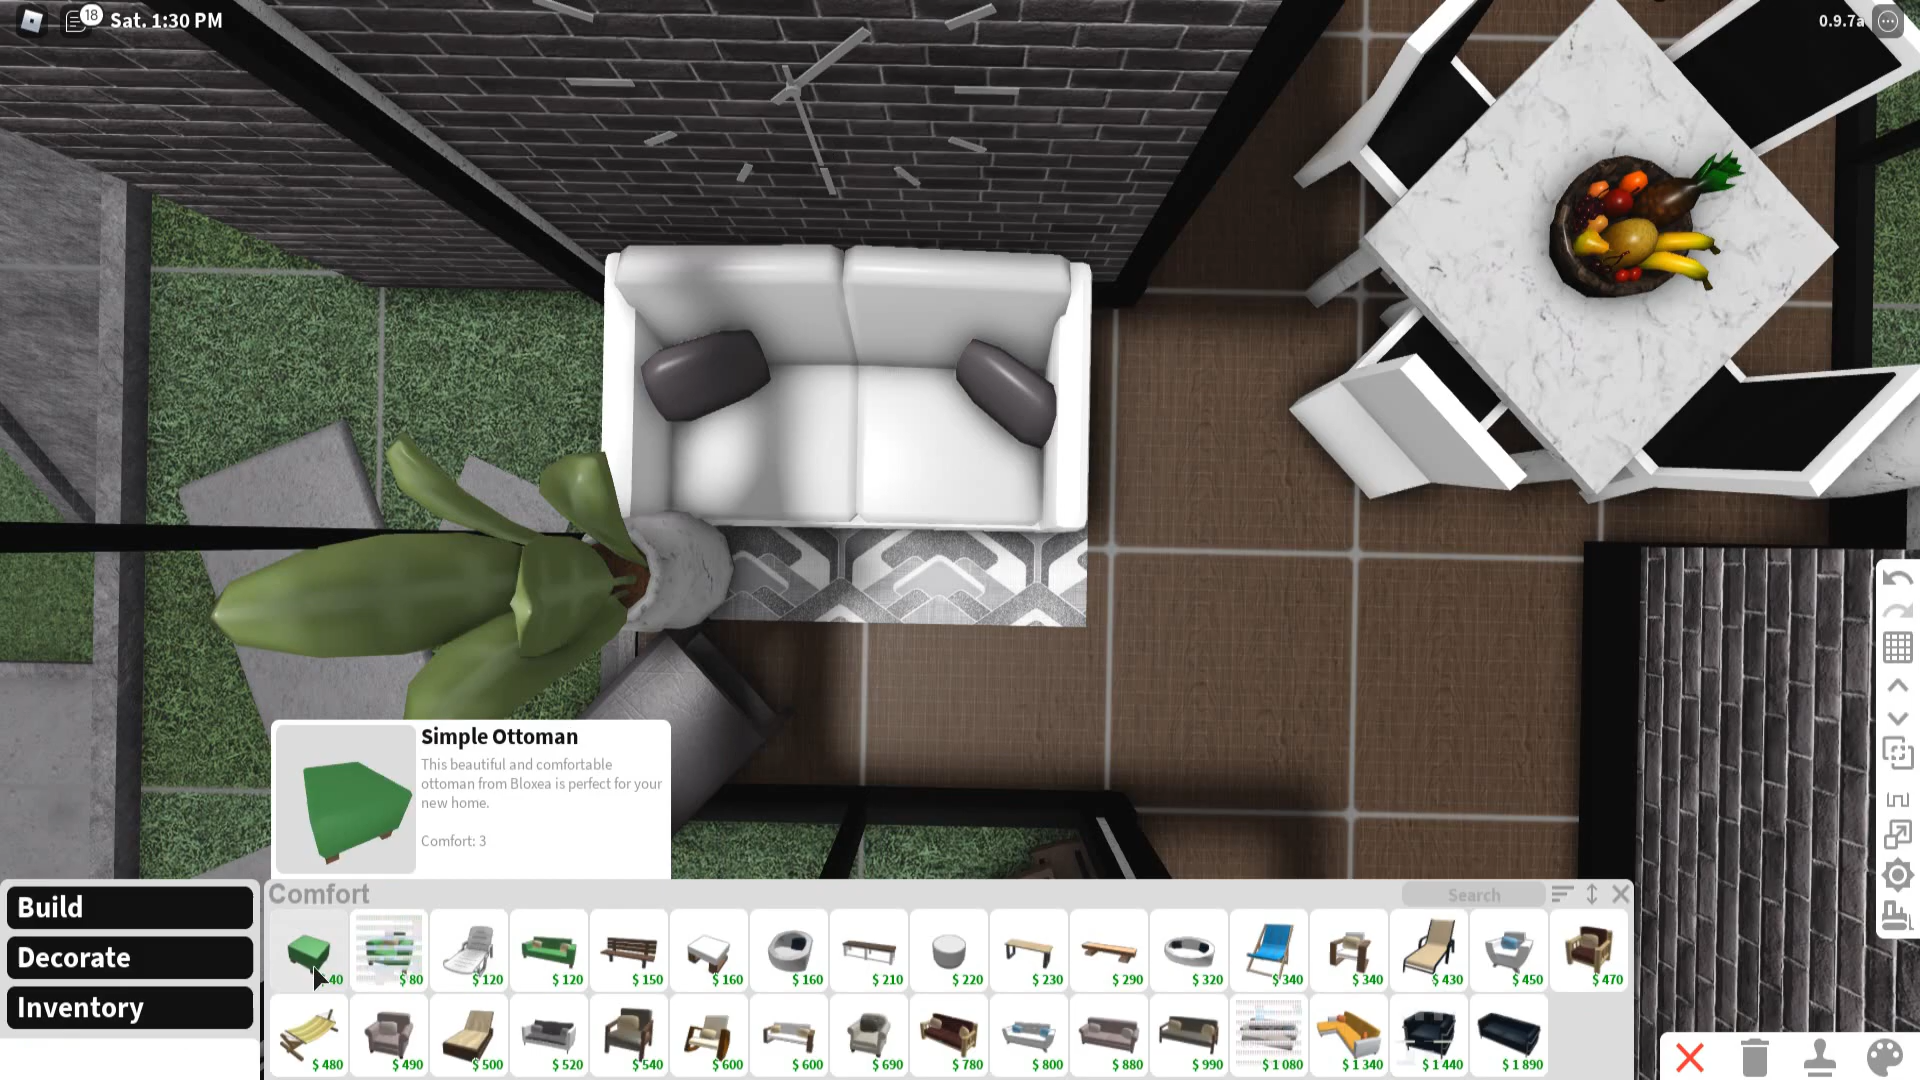 18 Sat. 1:30 PM
0.9.7a
Simple Ottoman
This beautiful and comfortable
ottoman from Bloxea is perfect for your
new home.
Comfort: 3
Build
Decorate
Inventory
Comfort
Search
40 $ 80 $ 120 $ 120 $ 150 $ 160 $ 160 $ 210 $ 220 $ 230 $ 290 $ 320 $ 340 $ 340 $ 430 $ 450 $ 470
$ 480 $ 490 $ 500 $ 520 $ 540 $ 600 $ 600 $ 690 $ 780 $ 800 $ 880 $ 990 $ 1 080 $ 1 340 $ 1 440 $ 1 890